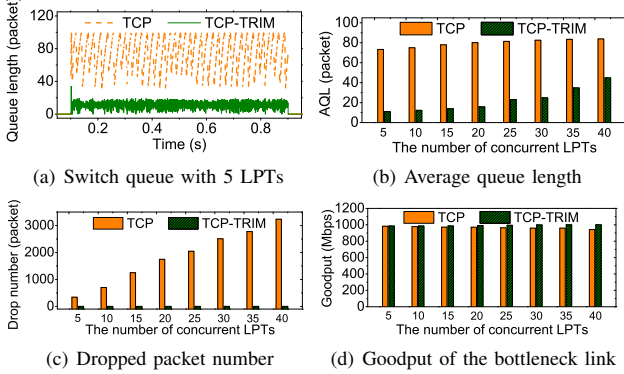 TCP TCP-TRIM
Queue length (packet)
120
80
40
0
0.2 0.4 0.6 0.8
Time (s)
(a) Switch queue with 5 LPTs
TCP TCP-TRIM
AQL (packet)
100
80
60
40
20
0
5 10 15 20 25 30 35 40
The number of concurrent LPTs
(b) Average queue length
TCP TCP-TRIM
Drop number (packet)
3000
2000
1000
0
5 10 15 20 25 30 35 40
The number of concurrent LPTs
(c) Dropped packet number
TCP TCP-TRIM
Goodput (Mbps)
1200
1000
800
600
400
200
0
5 10 15 20 25 30 35 40
The number of concurrent LPTs
(d) Goodput of the bottleneck link